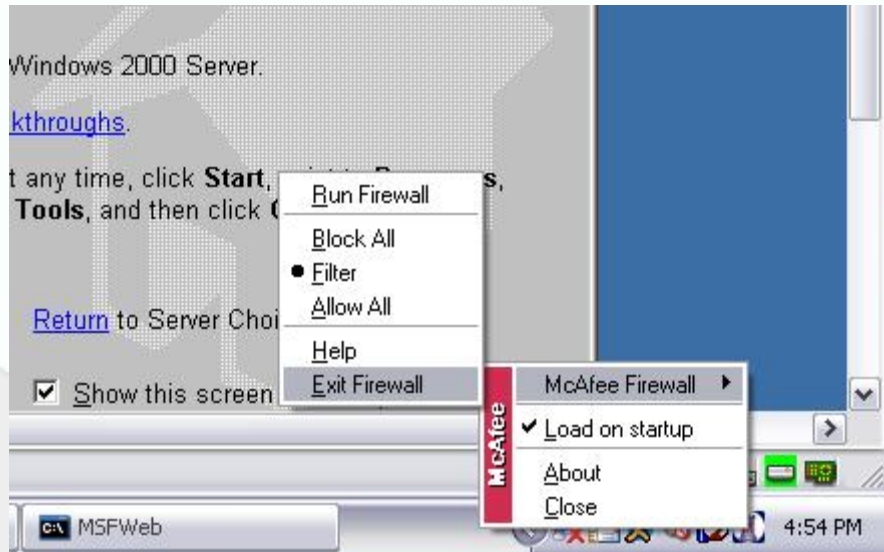 Windows 2000 Server.
kthroughs.
t any time, click Start,
s,
Tools, and then click
Return to Server Choi
Show this screen
Run Firewall
Block All
Filter
Allow All
Help
Exit Firewall
McAfee
McAfee Firewall
Load on startup
About
Close
MSFWeb
4:54 PM